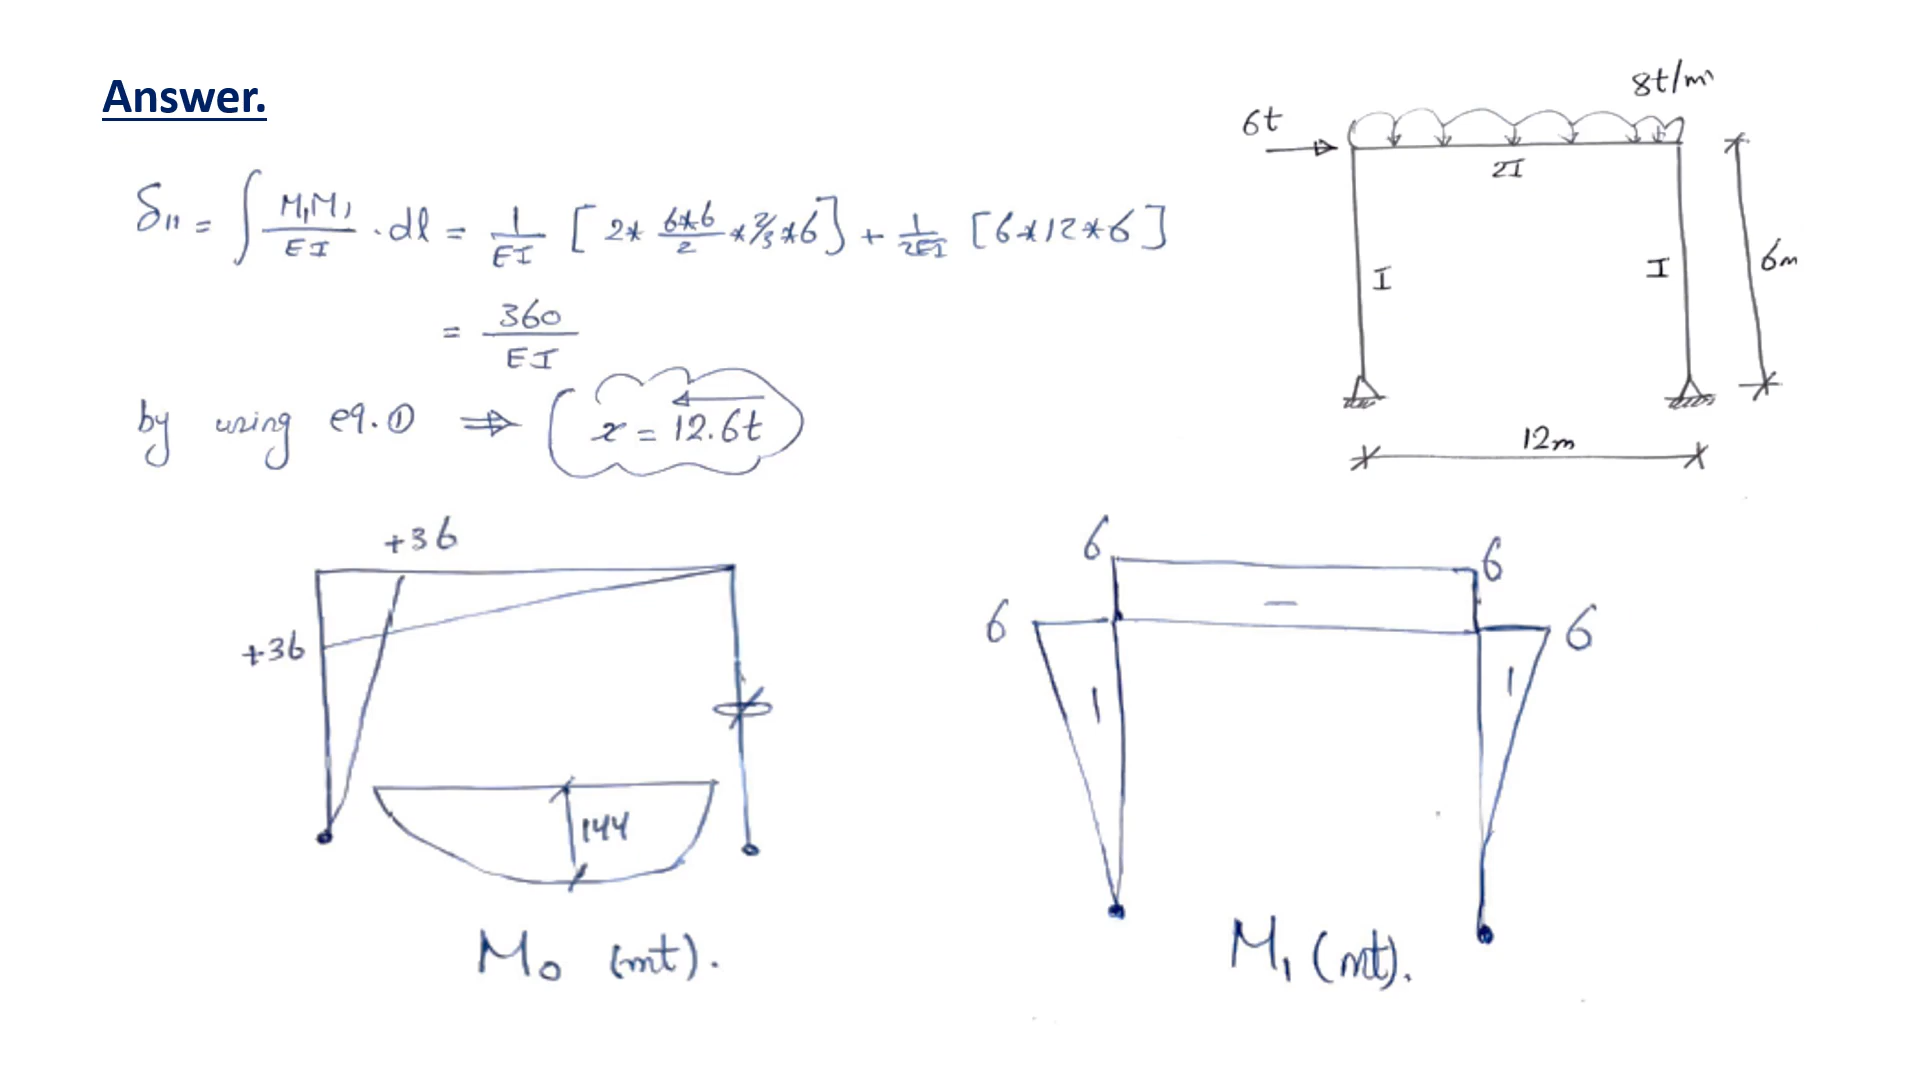 Answer.
δ₁₁ = ∫ M₁M₁/EI . dl = 1/EI [2* 6*6/2 *2/3*6] + 1/2EI [6*12*6]
= 360/EI
by using eq.① ⇒ x = 12.6t ←
8t/m\
6t
2I
I
I
6m
12m
+36
+36
144
M₀ (mt).
6
6
6
6
—
|
|
M₁ (mt).